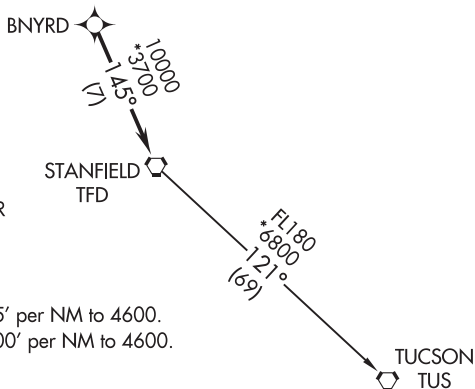 BNYRD
10000
*3700
145°
(7)
STANFIELD
TFD
R
FL180
*6800
121°
(69)
5' per NM to 4600.
00' per NM to 4600.
TUCSON
TUS